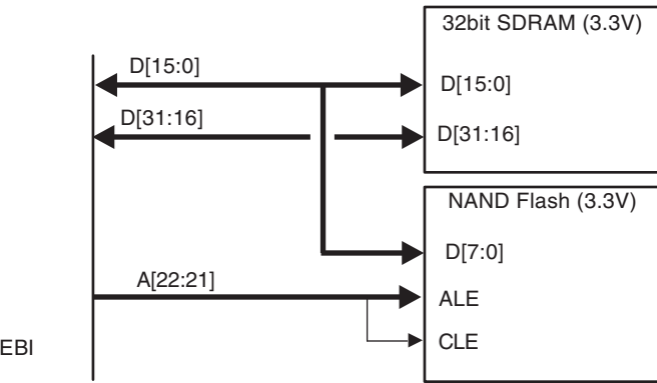 32bit SDRAM (3.3V)
D[15:0]
D[15:0]
D[31:16]
D[31:16]
NAND Flash (3.3V)
D[7:0]
A[22:21]
ALE
CLE
EBI